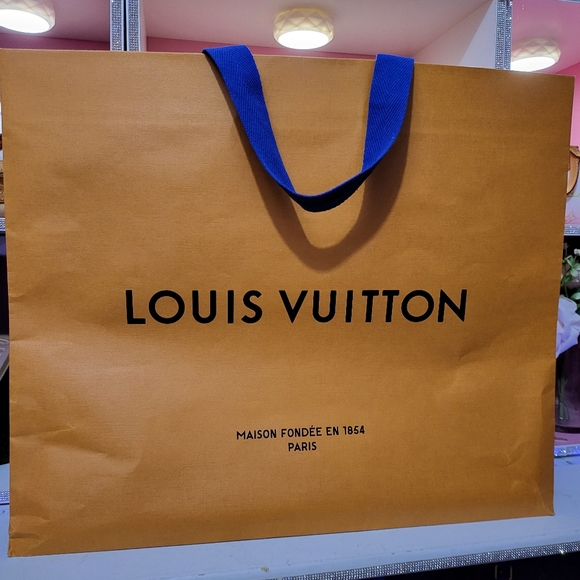 LOUIS VUITTON
MAISON FONDÉE EN 1854
PARIS